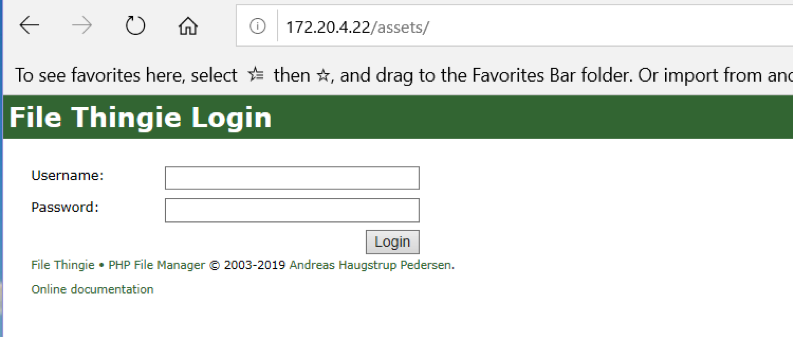 172.20.4.22/assets/
To see favorites here, select then , and drag to the Favorites Bar folder. Or import from
File Thingie Login
Username:
Password:
Login
File Thingie • PHP File Manager © 2003-2019 Andreas Haugstrup Pedersen.
Online documentation